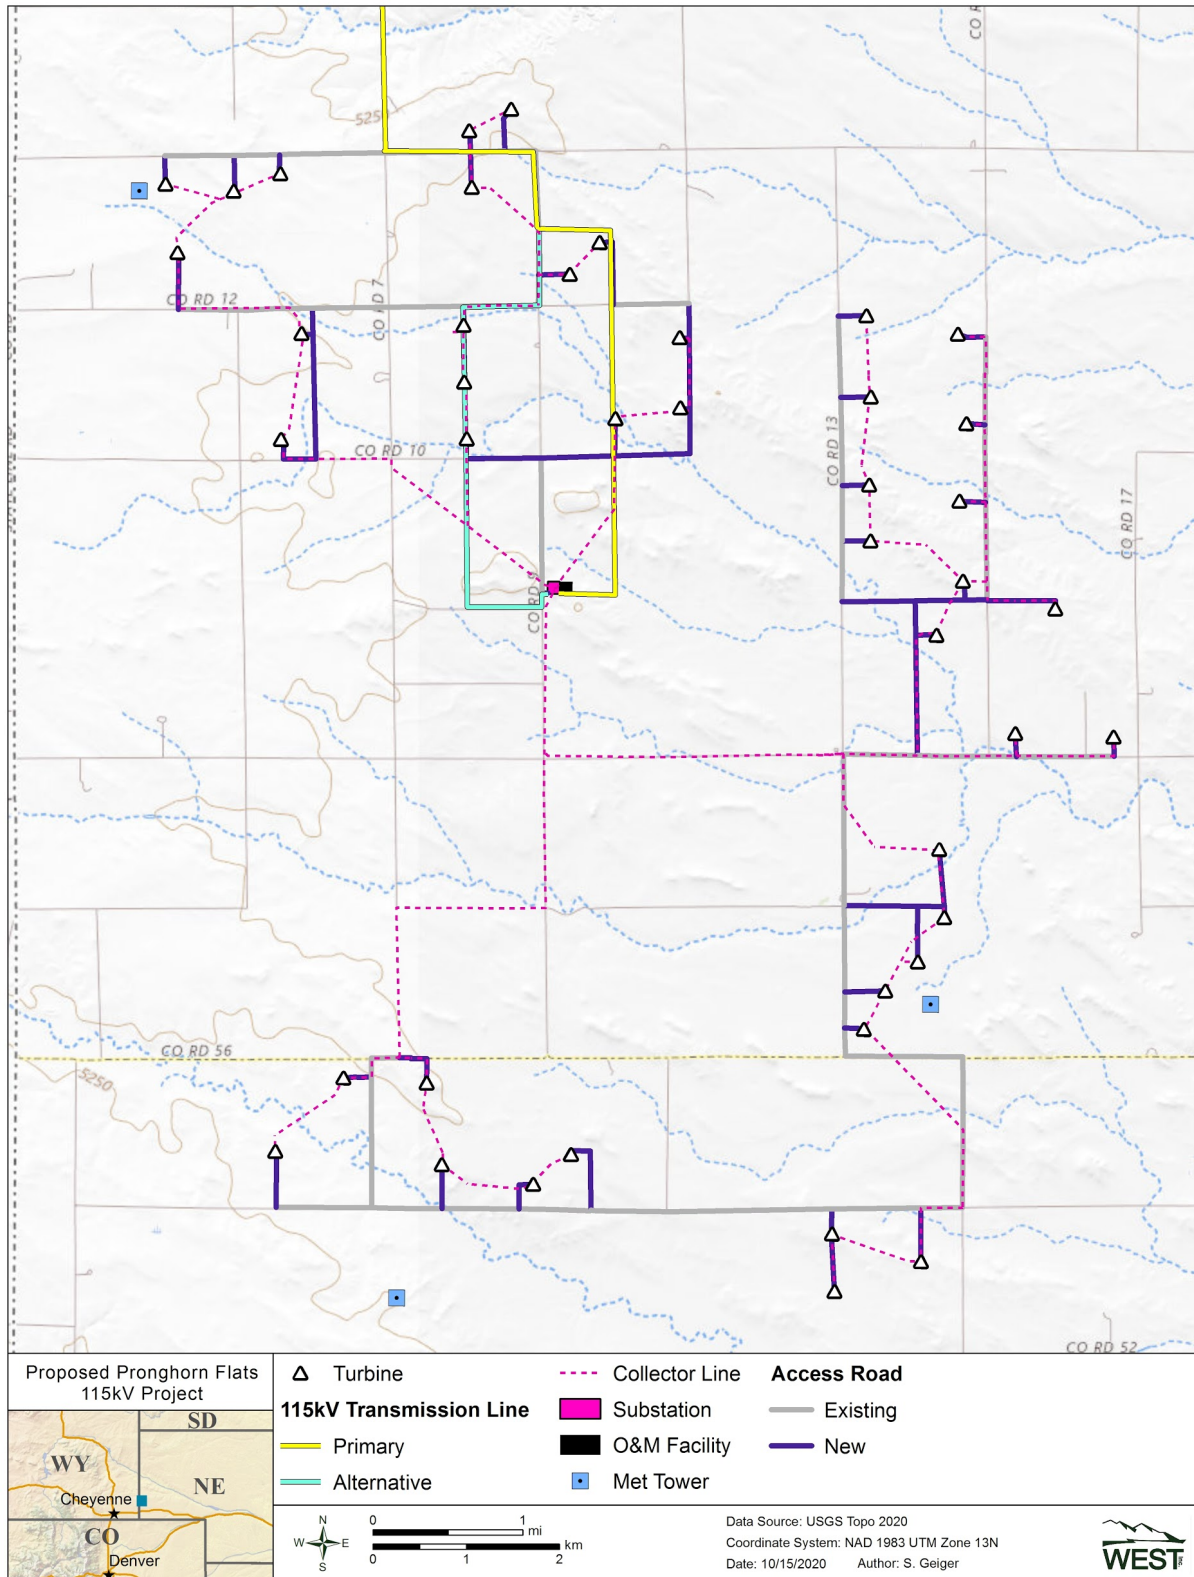 CO R
5250
CO RD 12
CO RD 7
CO RD 10
CO RD 13
CO RD 17
CO RD
CO RD 56
5250
CO RD 52
Proposed Pronghorn Flats
115kV Project
SD
WY
NE
Cheyenne
CO
Denver
Turbine
115kV Transmission Line
Primary
Alternative
Collector Line
Substation
O&M Facility
Met Tower
Access Road
Existing
New
N
W E
S
0 1
mi
km
0 1 2
Data Source: USGS Topo 2020
Coordinate System: NAD 1983 UTM Zone 13N
Date: 10/15/2020 Author: S. Geiger
WEST Inc.